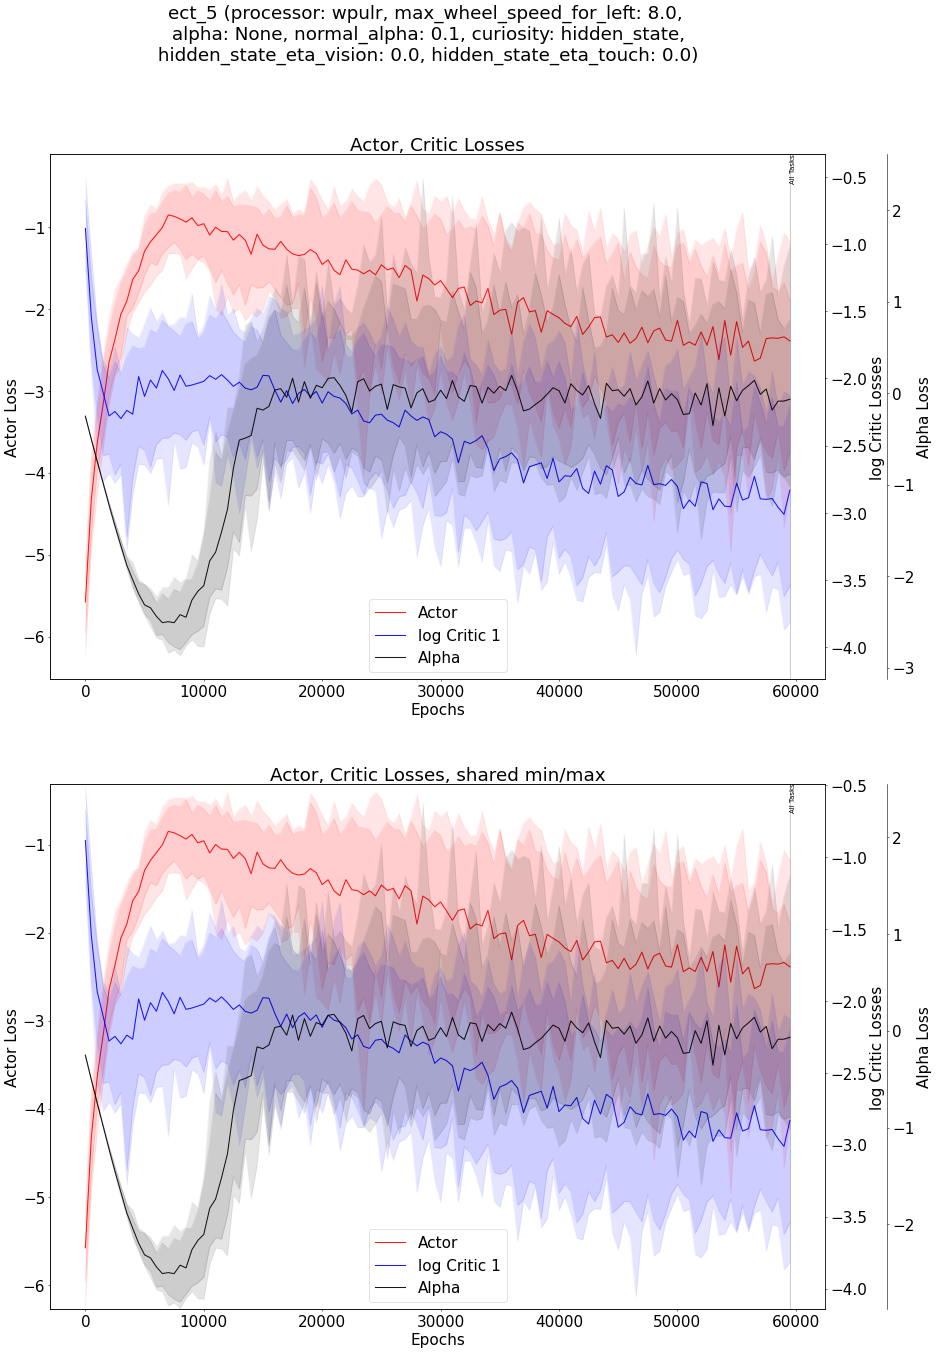 ect_5 (processor: wpulr, max_wheel_speed_for_left: 8.0,
alpha: None, normal_alpha: 0.1, curiosity: hidden_state,
hidden_state_eta_vision: 0.0, hidden_state_eta_touch: 0.0)
Actor, Critic Losses
All Tasks
Actor Loss
−1
−2
−3
−4
−5
−6
−0.5
−1.0
−1.5
−2.0
−2.5
−3.0
−3.5
−4.0
log Critic Losses
2
1
0
−1
−2
−3
Alpha Loss
Actor
log Critic 1
Alpha
0 10000 20000 30000 40000 50000 60000
Epochs
Actor, Critic Losses, shared min/max
All Tasks
Actor Loss
−1
−2
−3
−4
−5
−6
−0.5
−1.0
−1.5
−2.0
−2.5
−3.0
−3.5
−4.0
log Critic Losses
2
1
0
−1
−2
Alpha Loss
Actor
log Critic 1
Alpha
0 10000 20000 30000 40000 50000 60000
Epochs